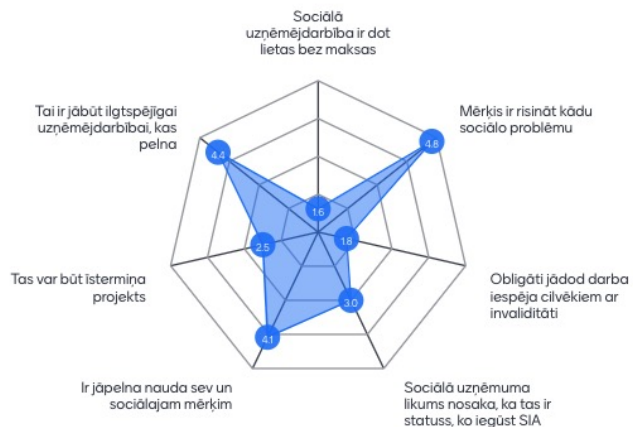 Sociālā
uzņēmējdarbība ir dot
lietas bez maksas
Mērķis ir risināt kādu
sociālo problēmu
Tai ir jābūt ilgtspējīgai
uzņēmējdarbībai, kas
pelna
4.8
4.4
1.6
1.8
2.5
Obligāti jādod darba
iespēja cilvēkiem ar
invaliditāti
Tas var būt īstermiņa
projekts
3.0
4.1
Ir jāpelna nauda sev un
sociālajam mērķim
Sociālā uzņēmuma
likums nosaka, ka tas ir
statuss, ko iegūst SIA